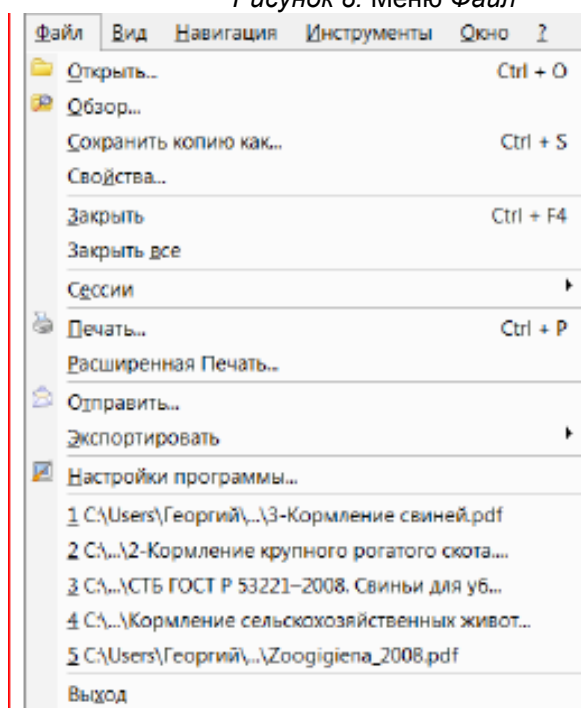 Рисунок 8. Меню Файл
Файл Вид Навигация Инструменты Окно ?
Открыть... Ctrl + O
Обзор...
Сохранить копию как... Ctrl + S
Свойства...
Закрыть Ctrl + F4
Закрыть все
Сессии
Печать... Ctrl + P
Расширенная Печать...
Отправить...
Экспортировать
Настройки программы...
1 C:\Users\Георгий\...\3-Кормление свиней.pdf
2 C:\...\2-Кормление крупного рогатого скота....
3 C:\...\СТБ ГОСТ Р 53221–2008. Свиньи для уб...
4 C:\...\Кормление сельскохозяйственных живот...
5 C:\Users\Георгий\...\Zoogigiena_2008.pdf
Выход